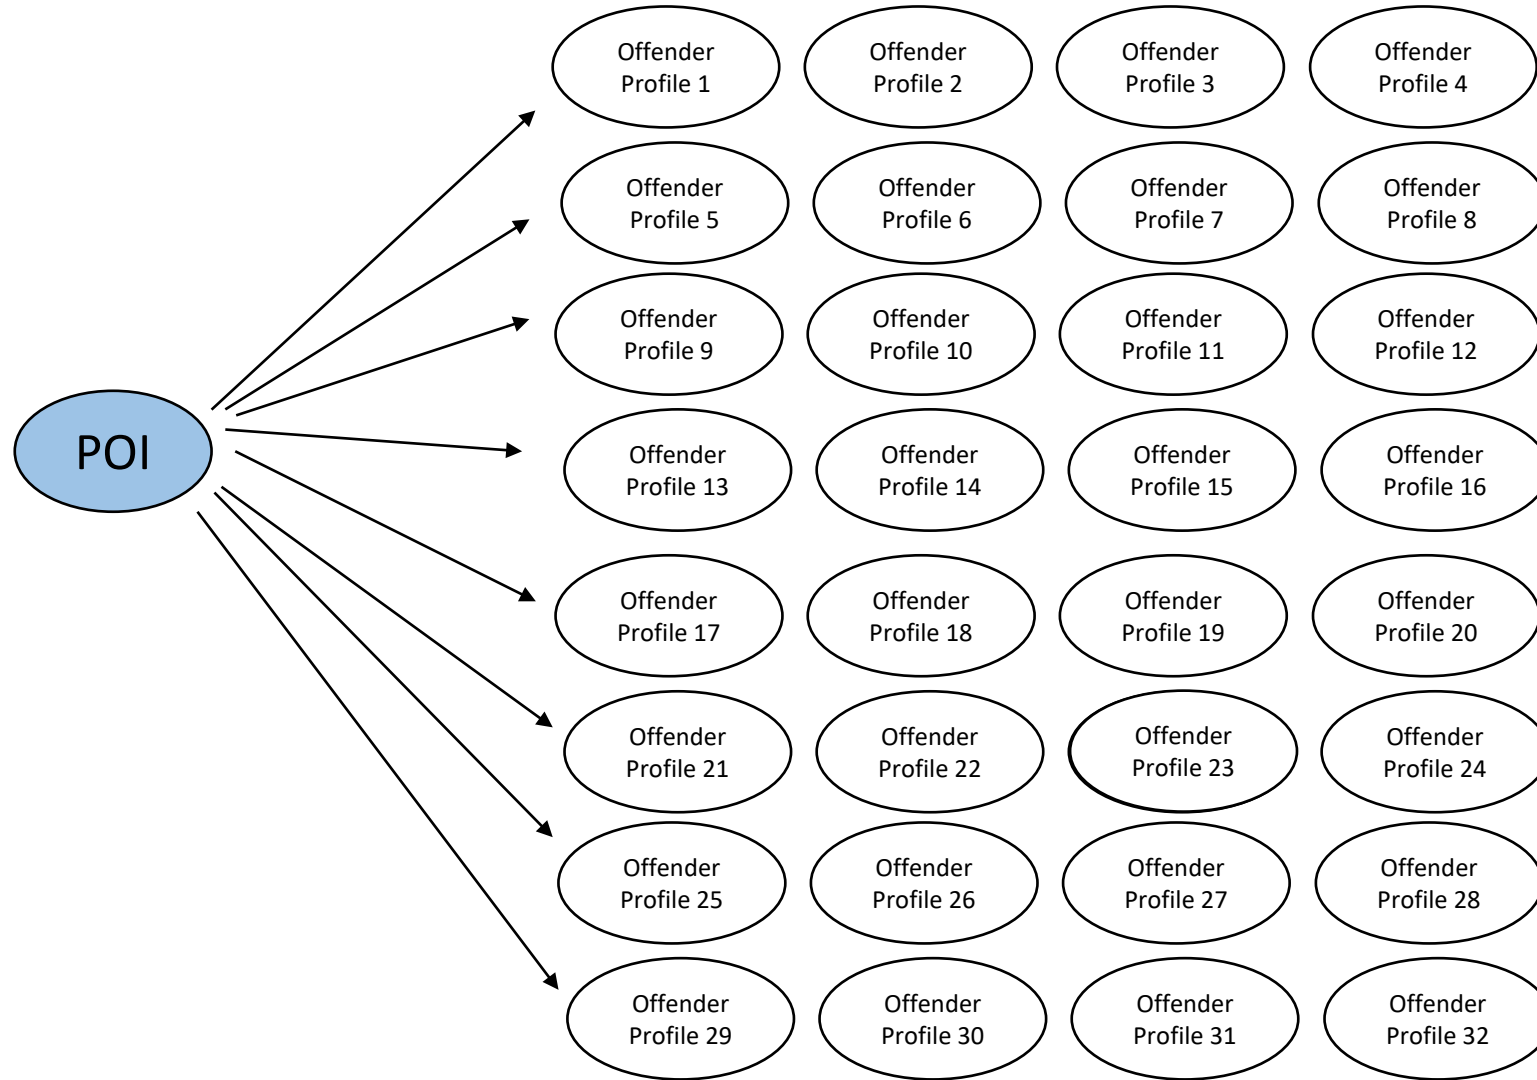 Offender
Profile 1
Offender
Profile 2
Offender
Profile 3
Offender
Profile 4
Offender
Profile 5
Offender
Profile 6
Offender
Profile 7
Offender
Profile 8
Offender
Profile 9
Offender
Profile 10
Offender
Profile 11
Offender
Profile 12
POI
Offender
Profile 13
Offender
Profile 14
Offender
Profile 15
Offender
Profile 16
Offender
Profile 17
Offender
Profile 18
Offender
Profile 19
Offender
Profile 20
Offender
Profile 21
Offender
Profile 22
Offender
Profile 23
Offender
Profile 24
Offender
Profile 25
Offender
Profile 26
Offender
Profile 27
Offender
Profile 28
Offender
Profile 29
Offender
Profile 30
Offender
Profile 31
Offender
Profile 32